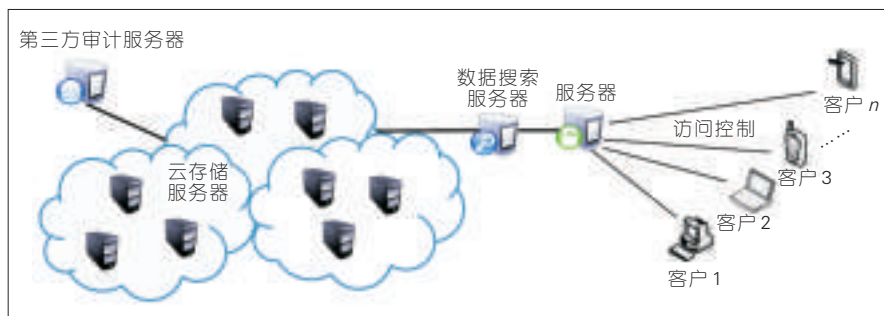 第三方审计服务器
数据搜索
服务器
服务器
客户 n
访问控制
……
云存储
服务器
客户 3
客户 2
客户 1